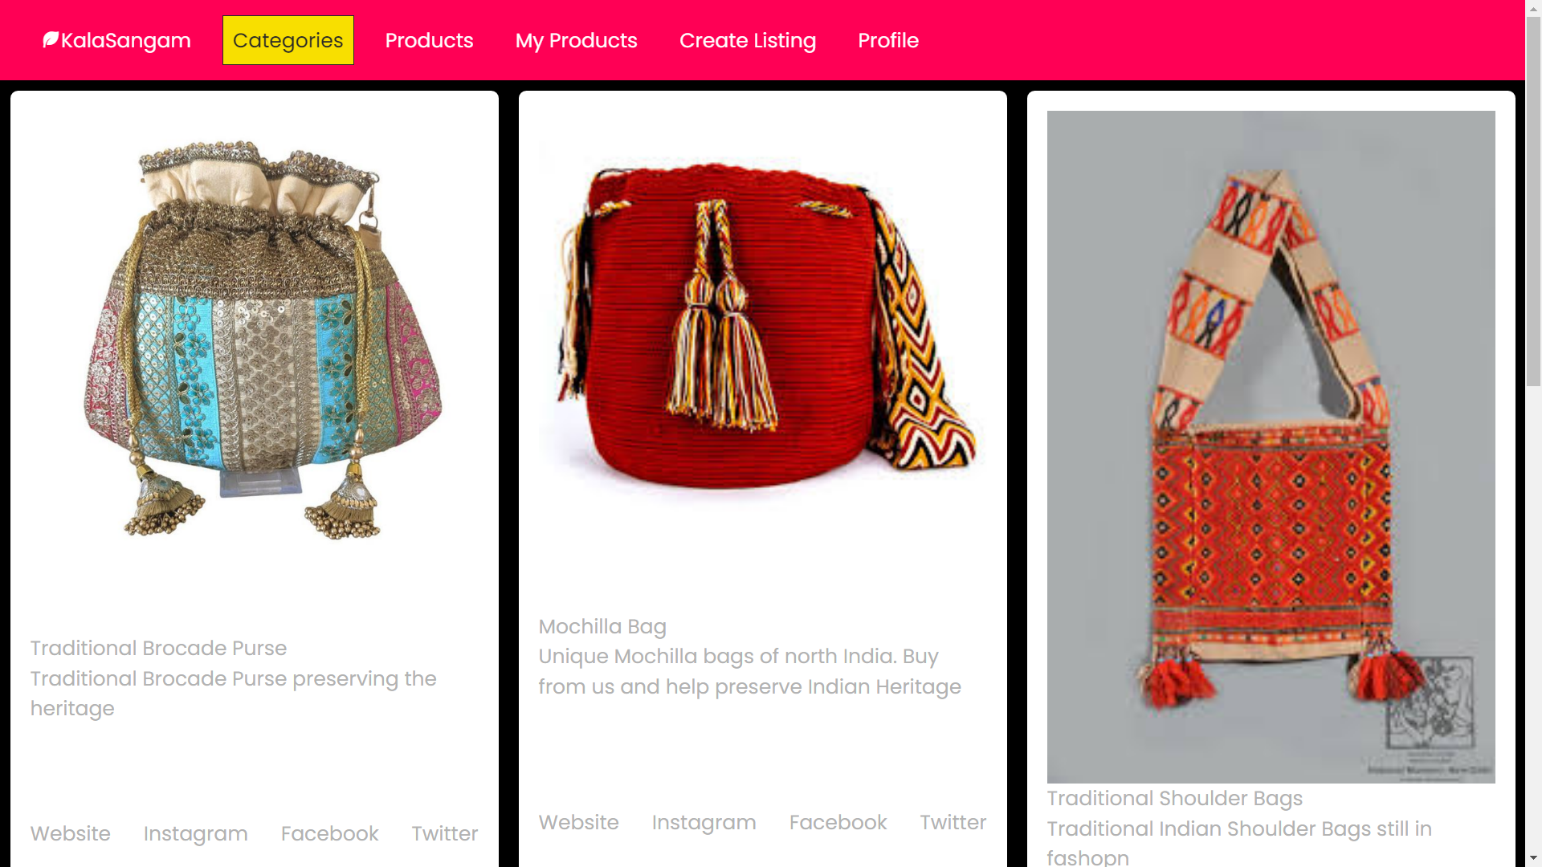 KalaSangam Categories Products My Products Create Listing Profile
Traditional Brocade Purse
Traditional Brocade Purse preserving the
heritage
Website Instagram Facebook Twitter
Mochilla Bag
Unique Mochilla bags of north India. Buy
from us and help preserve Indian Heritage
Website Instagram Facebook Twitter
Traditional Shoulder Bags
Traditional Indian Shoulder Bags still in
fashopn